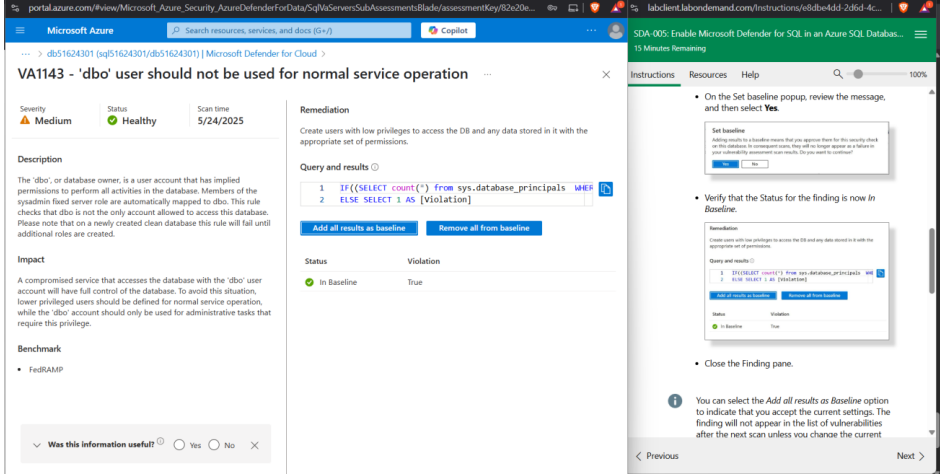 portal.azure.com/#view/Microsoft_Azure_Security_AzureDefenderForData/SqlVaServersSubAssessmentsBlade/assessmentKey/82e20e...
labclient.labondemand.com/Instructions/e8dbe4dd-2d6d-4c...
Microsoft Azure
Search resources, services, and docs (G+/)
Copilot
...
... > db51624301 (sql51624301/db51624301) | Microsoft Defender for Cloud >
VA1143 - 'dbo' user should not be used for normal service operation
...
Severity
Medium
Status
Healthy
Scan time
5/24/2025
Description
The 'dbo', or database owner, is a user account that has implied
permissions to perform all activities in the database. Members of the
sysadmin fixed server role are automatically mapped to dbo. This rule
checks that dbo is not the only account allowed to access this database.
Please note that on a newly created clean database this rule will fail until
additional roles are created.
Impact
A compromised service that accesses the database with the 'dbo' user
account will have full control of the database. To avoid this situation,
lower privileged users should be defined for normal service operation,
while the 'dbo' account should only be used for administrative tasks that
require this privilege.
Benchmark
• FedRAMP
Was this information useful?
Yes
No
Remediation
Create users with low privileges to access the DB and any data stored in it with the
appropriate set of permissions.
Query and results
1 IF((SELECT count(*) from sys.database_principals WHER
2 ELSE SELECT 1 AS [Violation]
Add all results as baseline
Remove all from baseline
Status Violation
In Baseline True
SDA-005: Enable Microsoft Defender for SQL in an Azure SQL Databas...
15 Minutes Remaining
Instructions Resources Help
100%
• On the Set baseline popup, review the message,
and then select Yes.
Set baseline
Adding results to a baseline means that you approve them for this security check
on this database. In consequent scans, they will no longer appear as a failure in
your vulnerability assessment scan results. Do you want to continue?
Yes No
• Verify that the Status for the finding is now In
Baseline.
Remediation
Create users with low privileges to access the DB and any data stored in it with the
appropriate set of permissions.
Query and results
1 IF((SELECT count(*) from sys.database_principals WHE
2 ELSE SELECT 1 AS [Violation]
Add all results as baseline
Remove all from baseline
Status Violation
In Baseline True
• Close the Finding pane.
You can select the Add all results as Baseline option
to indicate that you accept the current settings. The
finding will not appear in the list of vulnerabilities
after the next scan unless you change the current
Previous
Next